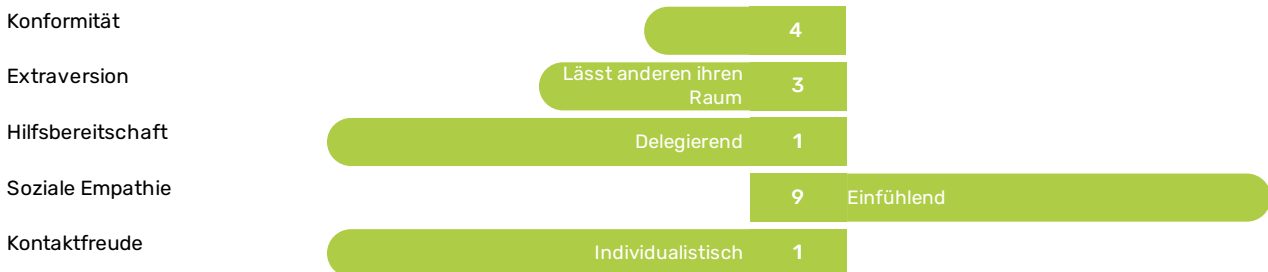 Konformität 4
Extraversion Lässt anderen ihren Raum 3
Hilfsbereitschaft Delegierend 1
Soziale Empathie 9 Einfühlend
Kontaktfreude Individualistisch 1